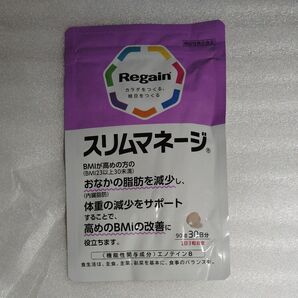 機能性表示食品
Regain®
カラダをつくる、
明日をつくる
スリムマネージ®
BMIが高めの方の
(BMI23以上30未満)
おなかの脂肪を減少し、
(内臓脂肪)
体重の減少をサポート
することで、
高めのBMIの改善に
役立ちます。
90粒 30日分
1日3粒目安
〈機能性関与成分〉エノテインB
食生活は、主食、主菜、副菜を基本に、食事のバランスを。